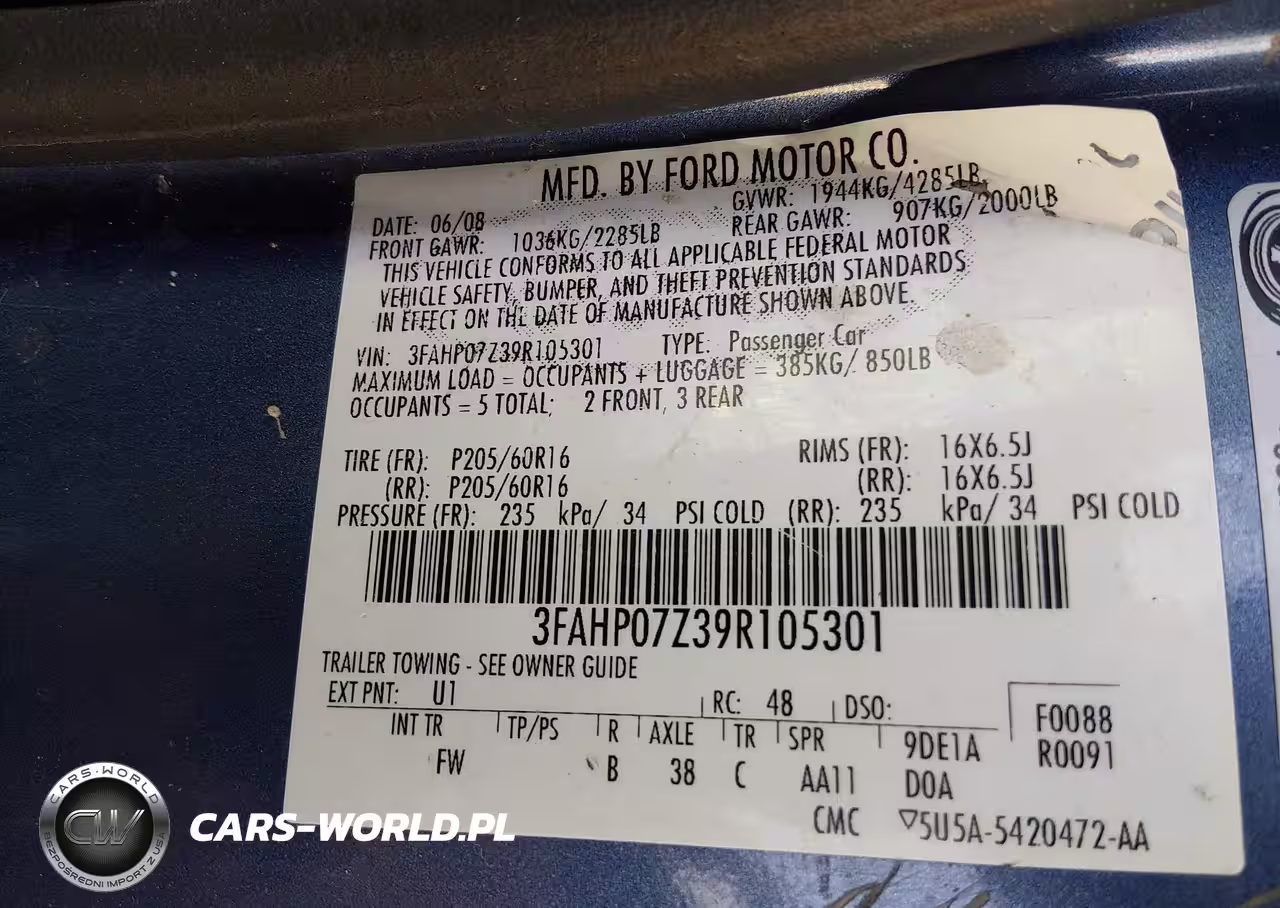 MFD. BY FORD MOTOR CO.
DATE: 06/08 GVWR: 1944KG/4285LB
FRONT GAWR: 1036KG/2285LB REAR GAWR: 907KG/2000LB
THIS VEHICLE CONFORMS TO ALL APPLICABLE FEDERAL MOTOR
VEHICLE SAFETY, BUMPER, AND THEFT PREVENTION STANDARDS
IN EFFECT ON THE DATE OF MANUFACTURE SHOWN ABOVE.
VIN: 3FAHP07Z39R105301 TYPE: Passenger Car
MAXIMUM LOAD = OCCUPANTS + LUGGAGE = 385KG/ 850LB
OCCUPANTS = 5 TOTAL; 2 FRONT, 3 REAR
TIRE (FR): P205/60R16 RIMS (FR): 16X6.5J
(RR): P205/60R16 (RR): 16X6.5J
PRESSURE (FR): 235 kPa/ 34 PSI COLD (RR): 235 kPa/ 34 PSI COLD
3FAHP07Z39R105301
TRAILER TOWING - SEE OWNER GUIDE
EXT PNT: U1 RC: 48 DSO: F0088
INT TR TP/PS R AXLE TR SPR 9DE1A R0091
FW B 38 C AA11 D0A
CMC ▽5U5A-5420472-AA
CARS-WORLD
CW
BEZPOŚREDNI IMPORT Z USA
CARS-WORLD.PL